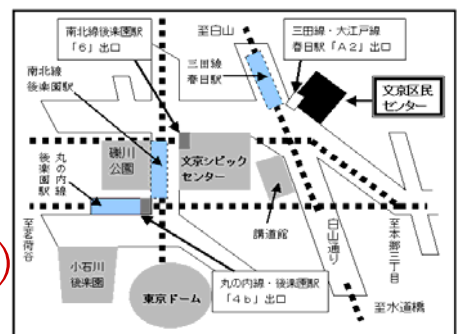 南北線後楽園駅
「6」出口
至白山
三田線・大江戸線
春日駅「A2」出口
南北線
後楽園駅
三田線
春日駅
文京区民
センター
礫川
公園
文京シビック
センター
丸の内線
後楽園駅
講道館
至茗荷谷
白山通り
至本郷三丁目
小石川
後楽園
東京ドーム
丸の内線・後楽園駅
「4b」出口
至水道橋